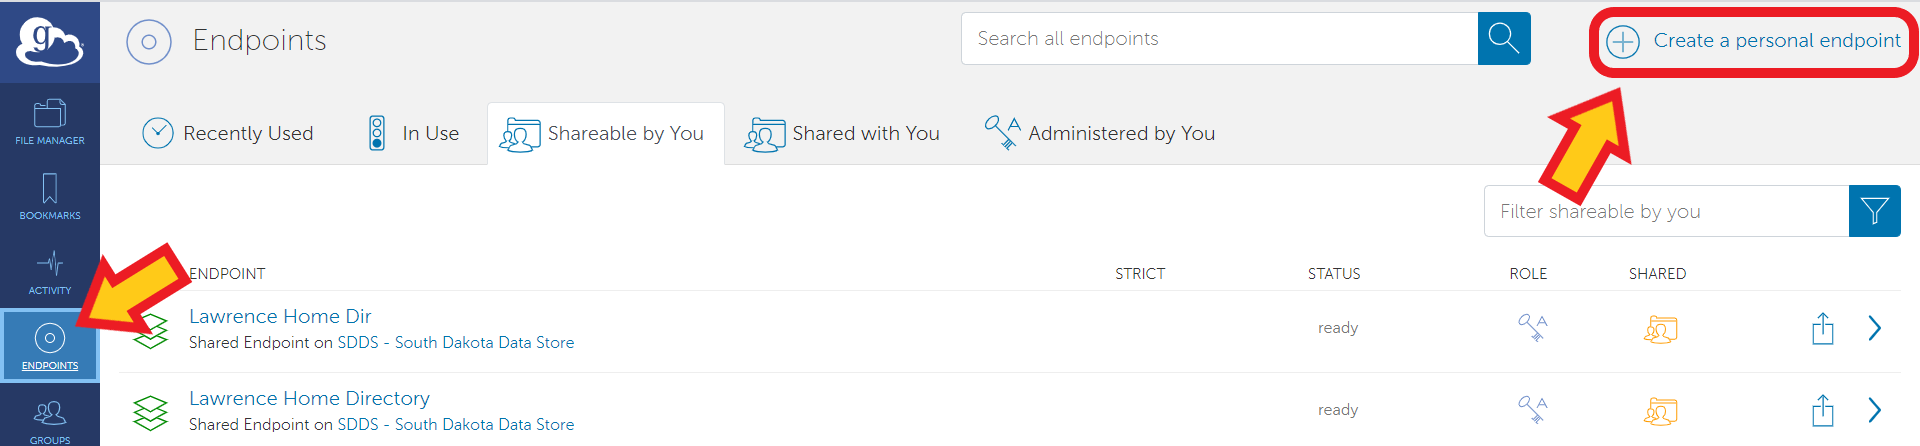 g
Endpoints
Search all endpoints
Create a personal endpoint
FILE MANAGER
BOOKMARKS
ACTIVITY
ENDPOINTS
GROUPS
Recently Used
In Use
Shareable by You
Shared with You
Administered by You
Filter shareable by you
ENDPOINT STRICT STATUS ROLE SHARED
Lawrence Home Dir
Shared Endpoint on SDDS - South Dakota Data Store
ready
A
Lawrence Home Directory
Shared Endpoint on SDDS - South Dakota Data Store
ready
A